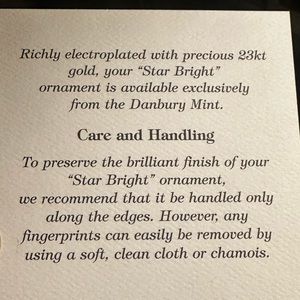 Richly electroplated with precious 23kt
gold, your “Star Bright”
ornament is available exclusively
from the Danbury Mint.
Care and Handling
To preserve the brilliant finish of your
“Star Bright” ornament,
we recommend that it be handled only
along the edges. However, any
fingerprints can easily be removed by
using a soft, clean cloth or chamois.